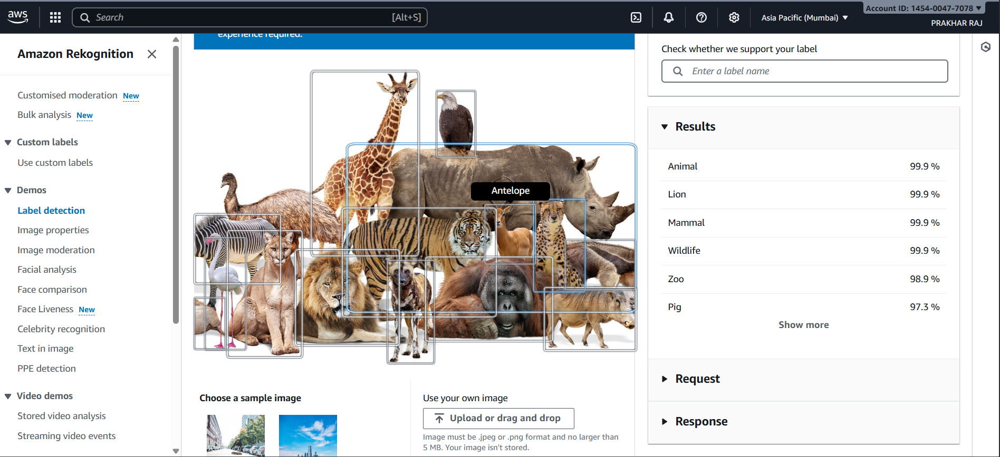 aws
Search
[Alt+S]
Asia Pacific (Mumbai) ▼
Account ID: 1454-0047-7078 ▼
PRAKHAR RAJ
Amazon Rekognition
Customised moderation New
Bulk analysis New
Custom labels
Use custom labels
Demos
Label detection
Image properties
Image moderation
Facial analysis
Face comparison
Face Liveness New
Celebrity recognition
Text in image
PPE detection
Video demos
Stored video analysis
Streaming video events
experience required.
Antelope
Choose a sample image
Use your own image
Upload or drag and drop
Image must be .jpeg or .png format and no larger than
5 MB. Your image isn't stored.
Check whether we support your label
Enter a label name
Results
Animal 99.9 %
Lion 99.9 %
Mammal 99.9 %
Wildlife 99.9 %
Zoo 98.9 %
Pig 97.3 %
Show more
Request
Response